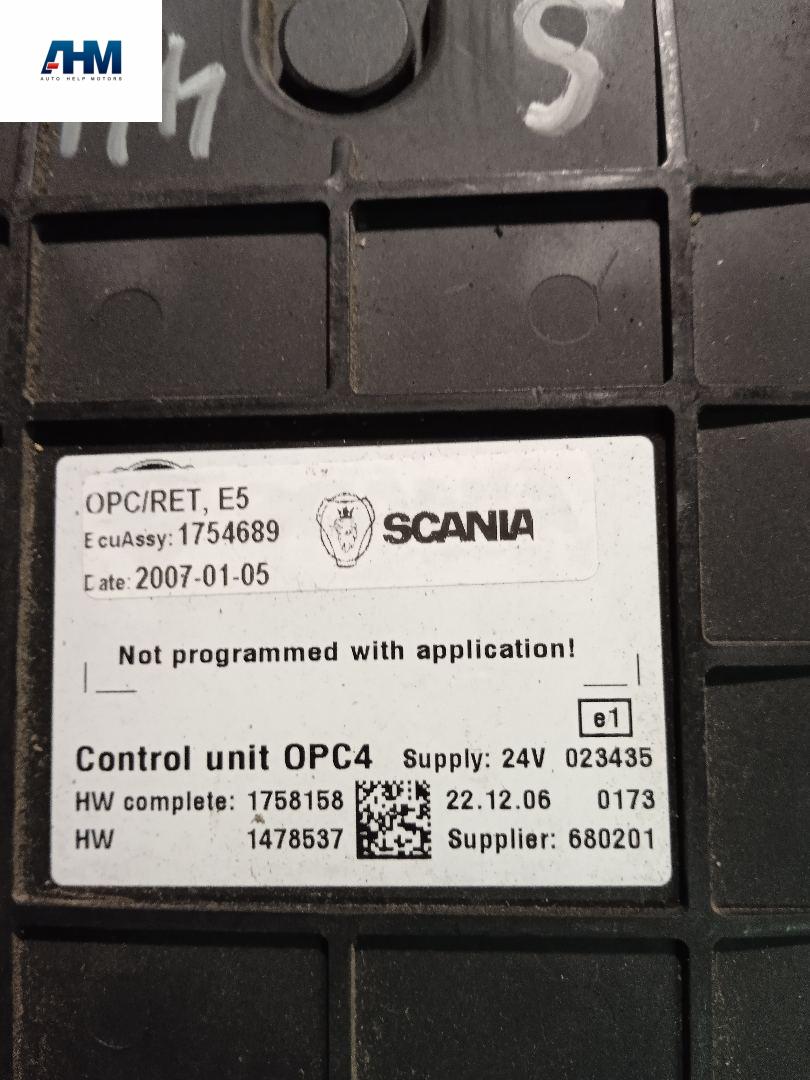 AHM
AUTO HELP MOTORS
OPC/RET, E5
EcuAssy: 1754689
SCANIA
Date: 2007-01-05
Not programmed with application!
e1
Control unit OPC4 Supply: 24V 023435
HW complete: 1758158 22.12.06 0173
HW 1478537 Supplier: 680201